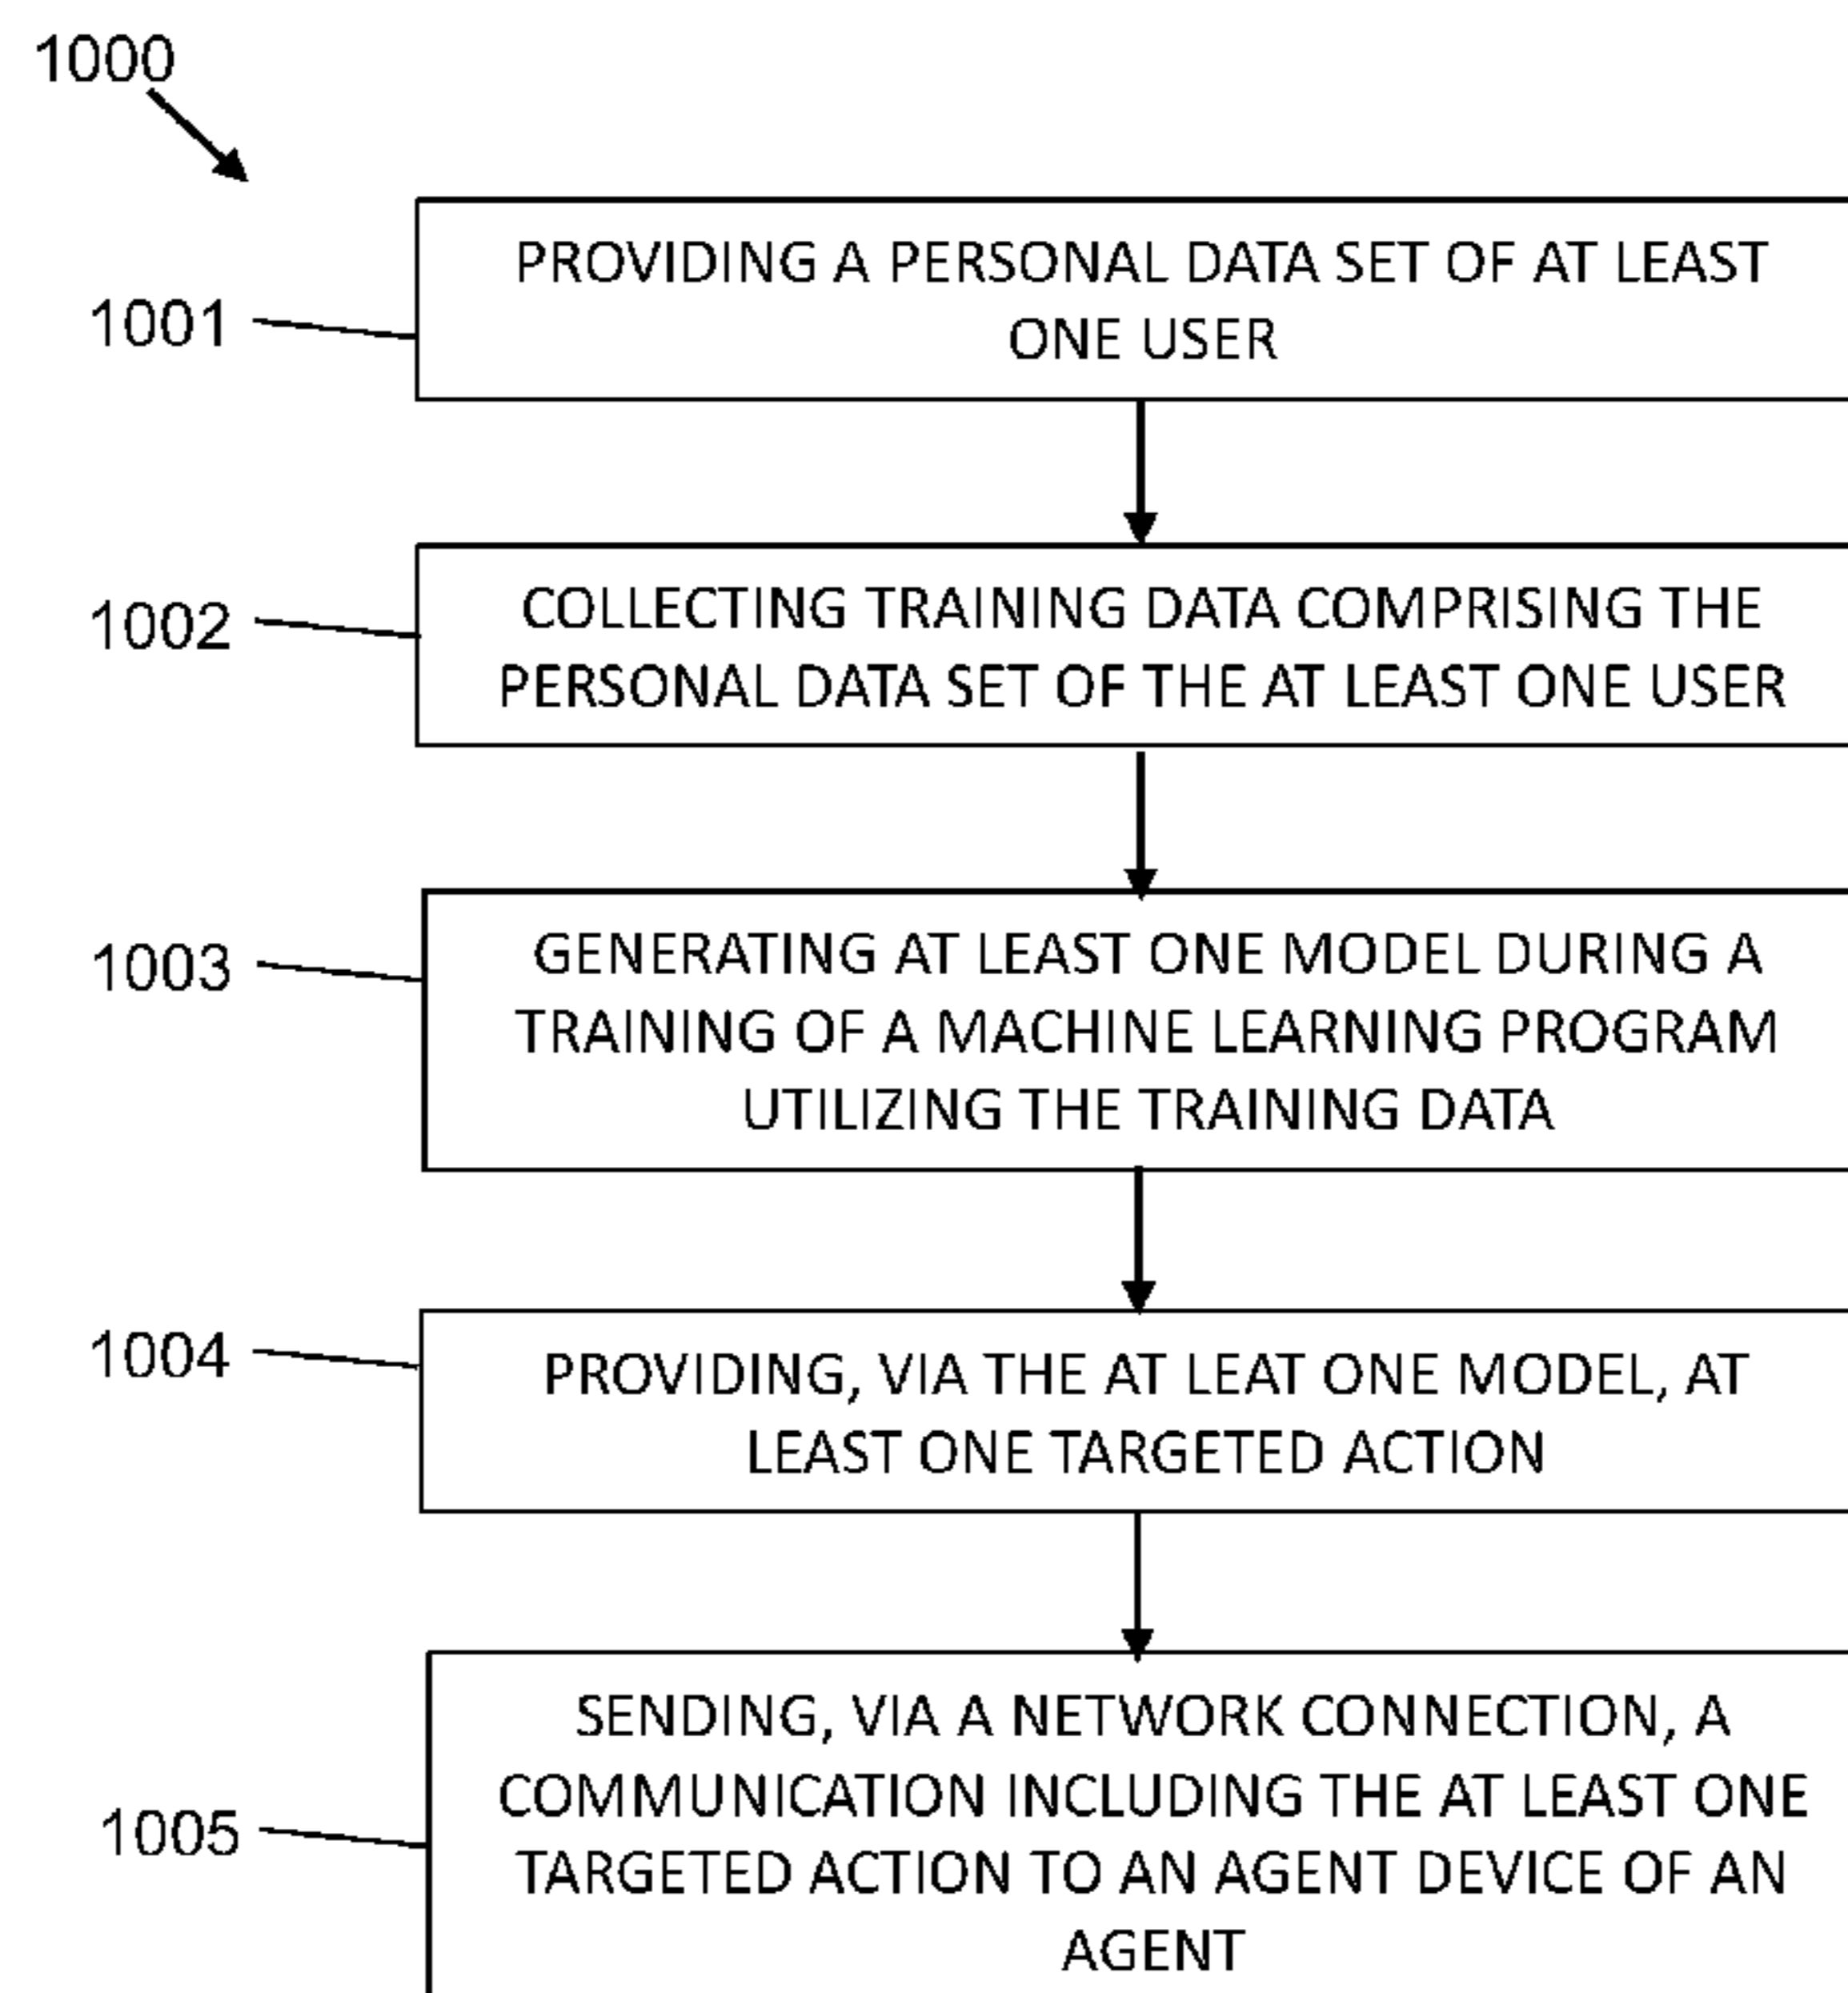 1000
PROVIDING A PERSONAL DATA SET OF AT LEAST
ONE USER
1001
COLLECTING TRAINING DATA COMPRISING THE
PERSONAL DATA SET OF THE AT LEAST ONE USER
1002
GENERATING AT LEAST ONE MODEL DURING A
TRAINING OF A MACHINE LEARNING PROGRAM
UTILIZING THE TRAINING DATA
1003
PROVIDING, VIA THE AT LEAT ONE MODEL, AT
LEAST ONE TARGETED ACTION
1004
SENDING, VIA A NETWORK CONNECTION, A
COMMUNICATION INCLUDING THE AT LEAST ONE
TARGETED ACTION TO AN AGENT DEVICE OF AN
AGENT
1005